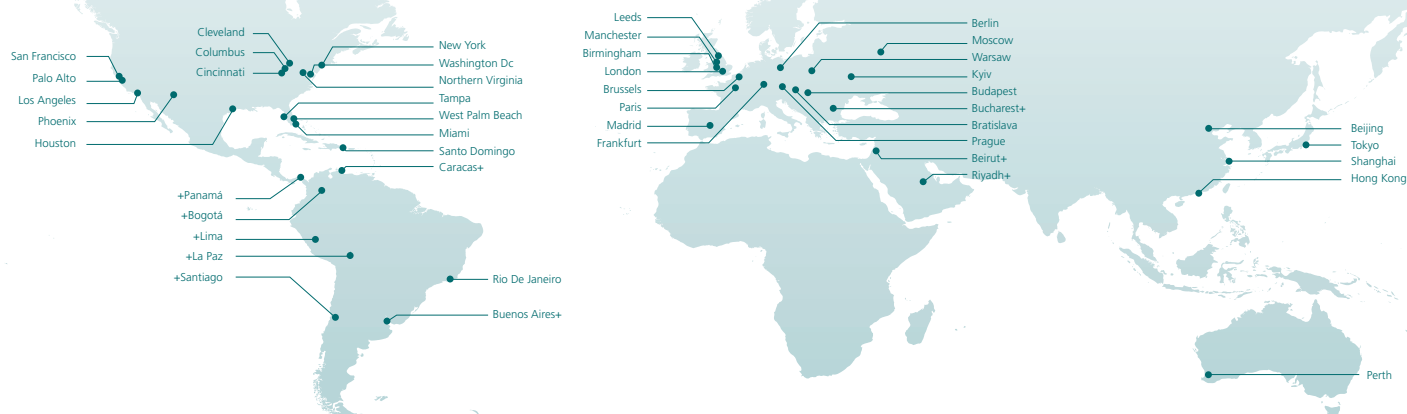 San Francisco
Palo Alto
Los Angeles
Phoenix
Houston
Cleveland
Columbus
Cincinnati
New York
Washington Dc
Northern Virginia
Tampa
West Palm Beach
Miami
Santo Domingo
Caracas+
+Panamá
+Bogotá
+Lima
+La Paz
+Santiago
Rio De Janeiro
Buenos Aires+
Leeds
Manchester
Birmingham
London
Brussels
Paris
Madrid
Frankfurt
Berlin
Moscow
Warsaw
Kyiv
Budapest
Bucharest+
Bratislava
Prague
Beirut+
Riyadh+
Beijing
Tokyo
Shanghai
Hong Kong
Perth